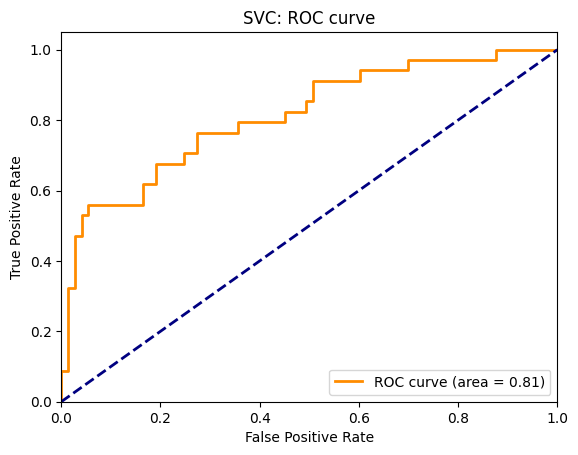 SVC: ROC curve
True Positive Rate
1.0
0.8
0.6
0.4
0.2
0.0
ROC curve (area = 0.81)
0.0 0.2 0.4 0.6 0.8 1.0
False Positive Rate